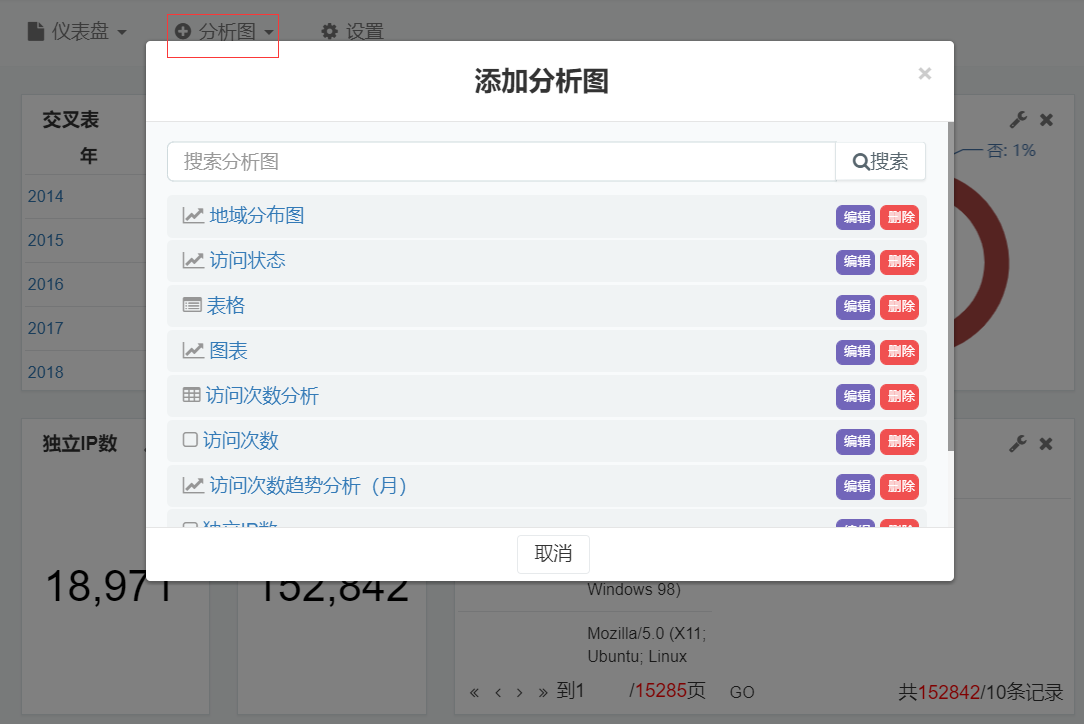 仪表盘 分析图 设置
添加分析图
×
搜索分析图 搜索
地域分布图 编辑 删除
访问状态 编辑 删除
表格 编辑 删除
图表 编辑 删除
访问次数分析 编辑 删除
访问次数 编辑 删除
访问次数趋势分析（月） 编辑 删除
独立IP数 编辑 删除
取消
交叉表
年
2014
2015
2016
2017
2018
否: 1%
独立IP数
18,971
152,842
Windows 98)
Mozilla/5.0 (X11;
Ubuntu; Linux
« ‹ › » 到1 /15285页 GO 共152842/10条记录